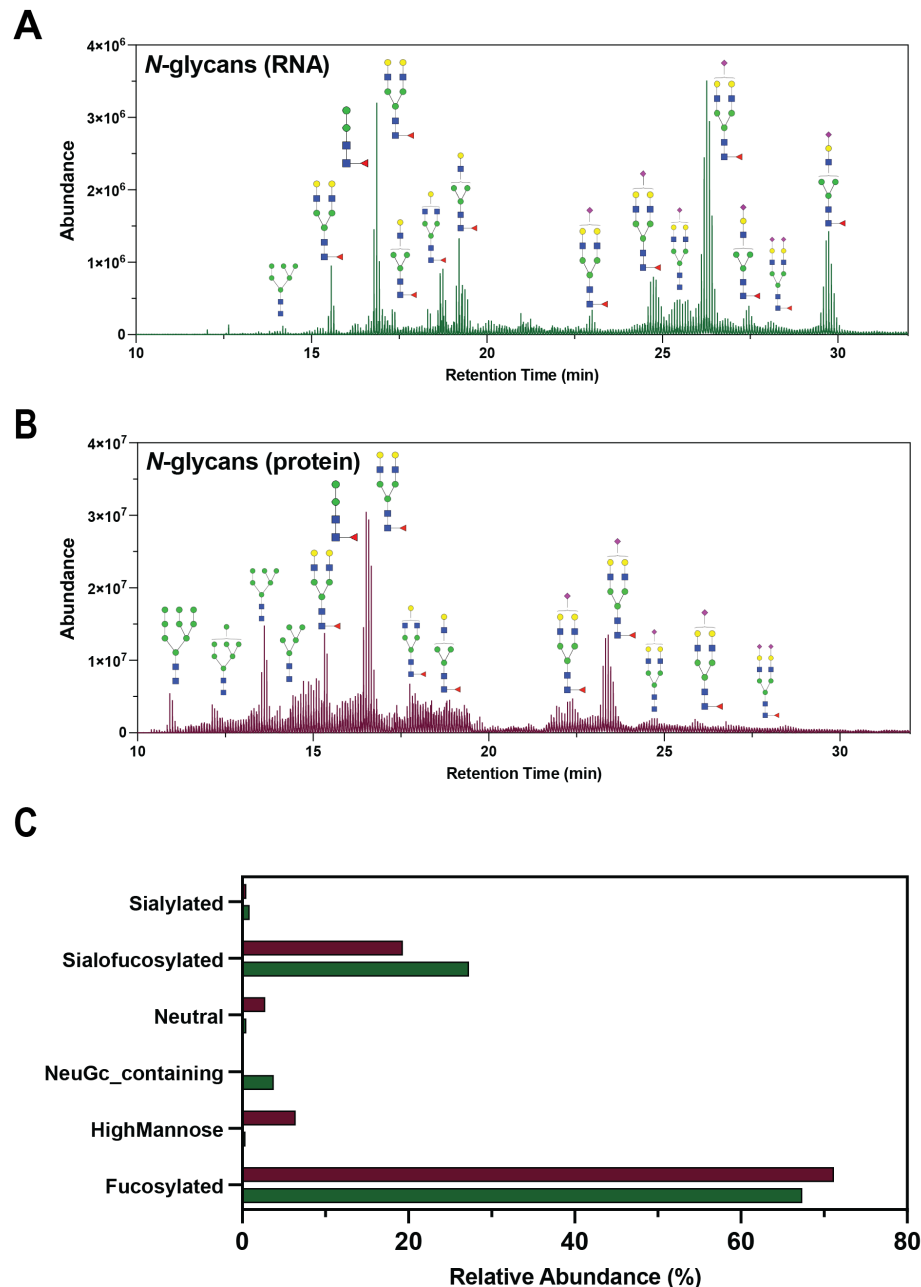 A
N-glycans (RNA)
4×10⁶
3×10⁶
2×10⁶
1×10⁶
0
Abundance
10 15 20 25 30
Retention Time (min)
B
N-glycans (protein)
4×10⁷
3×10⁷
2×10⁷
1×10⁷
0
Abundance
10 15 20 25 30
Retention Time (min)
C
Sialylated
Sialofucosylated
Neutral
NeuGc_containing
HighMannose
Fucosylated
0 20 40 60 80
Relative Abundance (%)